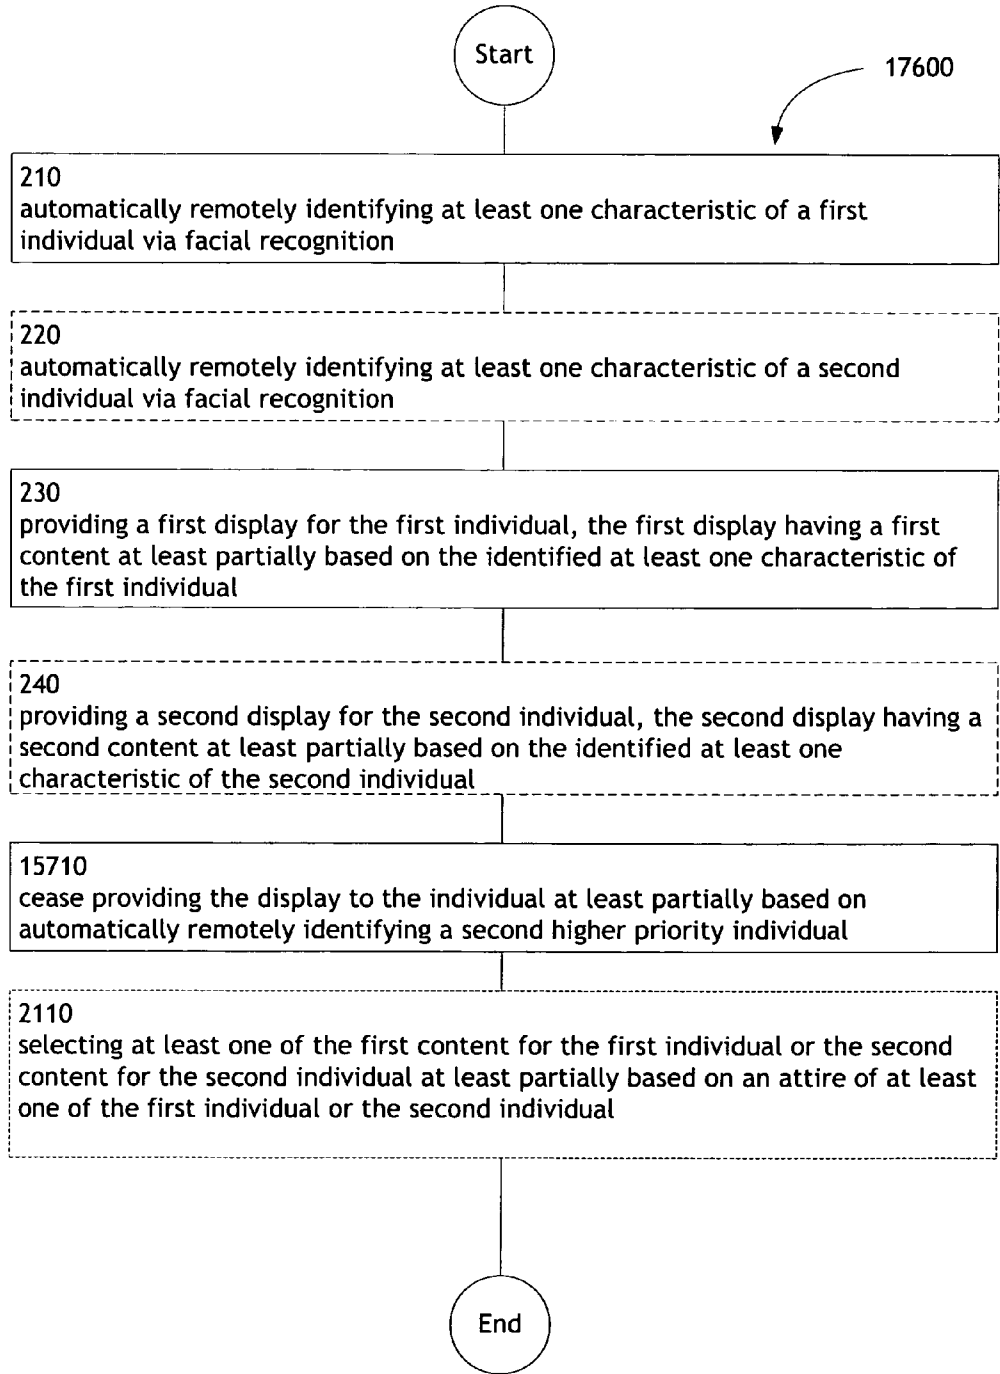 Start
17600
210
automatically remotely identifying at least one characteristic of a first
individual via facial recognition
220
automatically remotely identifying at least one characteristic of a second
individual via facial recognition
230
providing a first display for the first individual, the first display having a first
content at least partially based on the identified at least one characteristic of
the first individual
240
providing a second display for the second individual, the second display having a
second content at least partially based on the identified at least one
characteristic of the second individual
15710
cease providing the display to the individual at least partially based on
automatically remotely identifying a second higher priority individual
2110
selecting at least one of the first content for the first individual or the second
content for the second individual at least partially based on an attire of at least
one of the first individual or the second individual
End